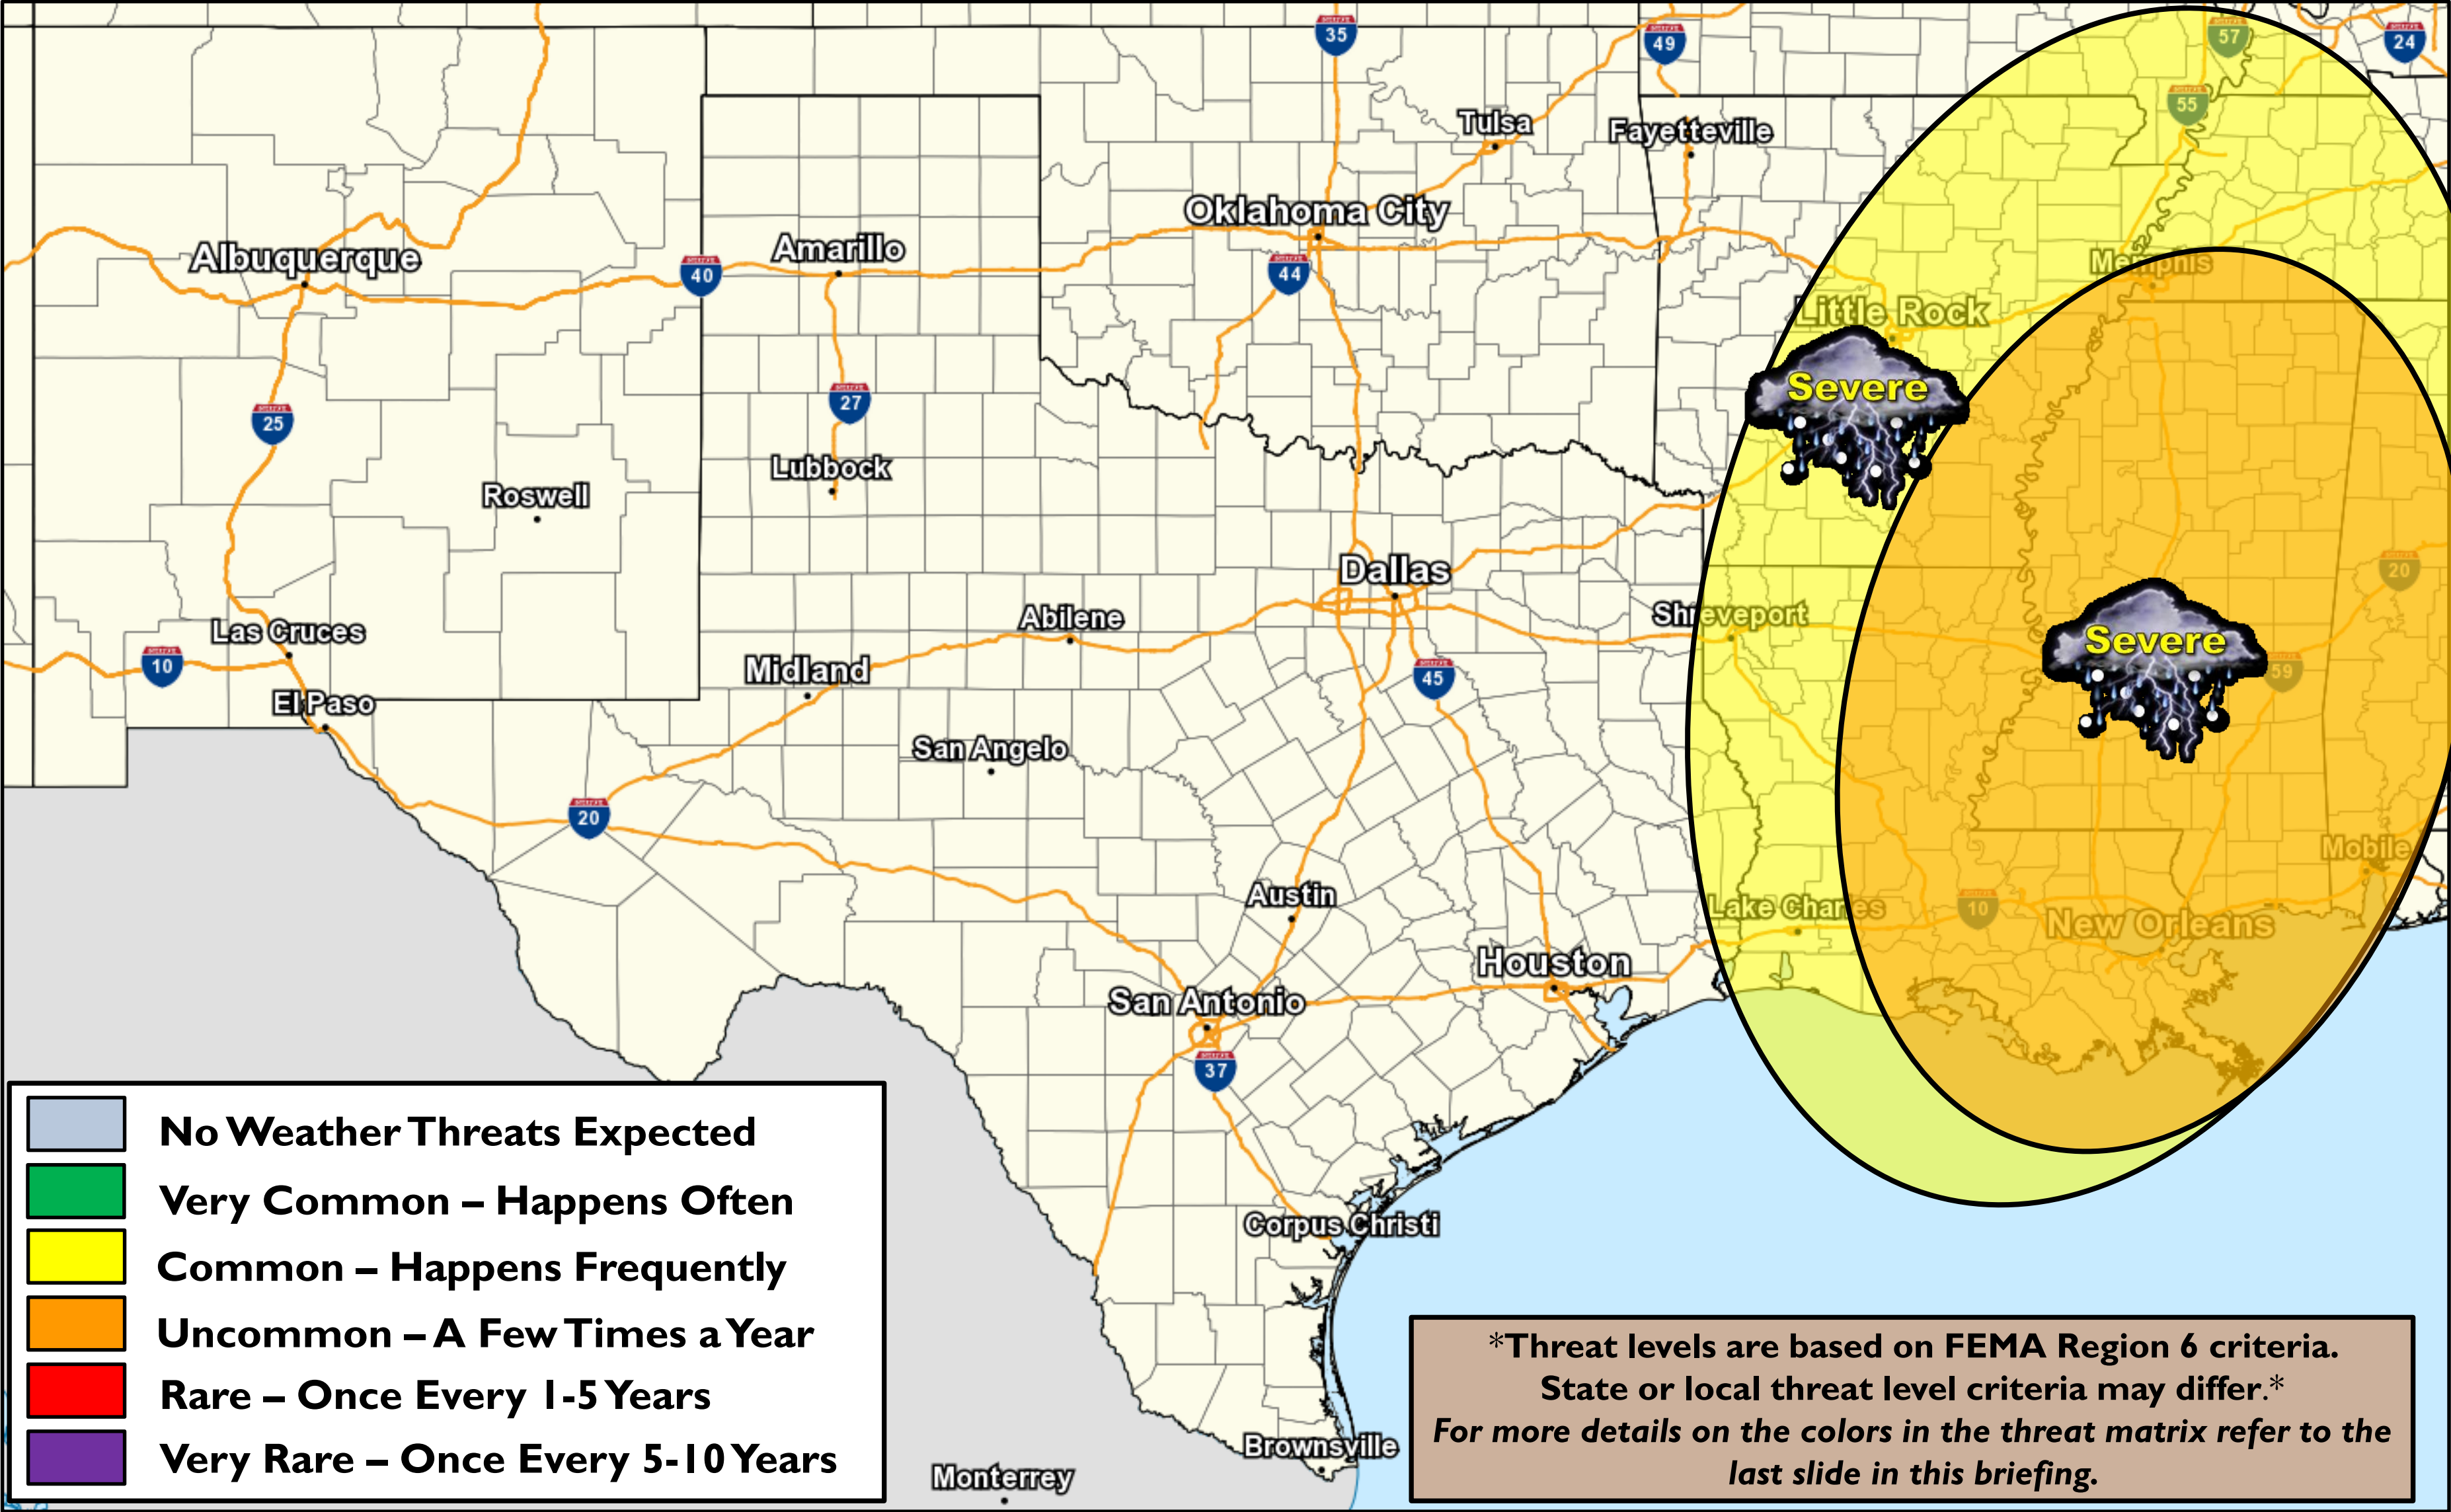 35
49
57
24
55
Tulsa
Fayetteville
Oklahoma City
Albuquerque
Amarillo
40
44
Memphis
Little Rock
Severe
25
27
Lubbock
Roswell
Dallas
20
Shreveport
Abilene
Las Cruces
Severe
10
Midland
45
59
El Paso
San Angelo
20
Mobile
Austin
Lake Charles
10
New Orleans
Houston
San Antonio
37
Corpus Christi
Brownsville
Monterrey
No Weather Threats Expected
Very Common – Happens Often
Common – Happens Frequently
Uncommon – A Few Times a Year
Rare – Once Every 1-5 Years
Very Rare – Once Every 5-10 Years
*Threat levels are based on FEMA Region 6 criteria.
State or local threat level criteria may differ.*
For more details on the colors in the threat matrix refer to the
last slide in this briefing.